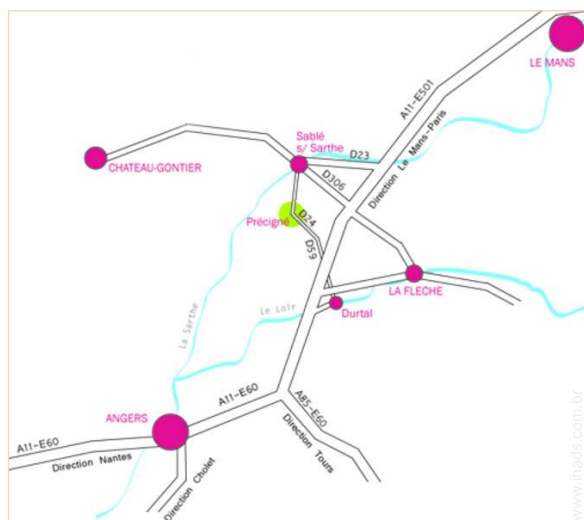 LE MANS
A11-E501
Direction Le Mans-Paris
Sablé
s/ Sarthe
D23
CHATEAU-GONTIER
D306
Précigné
D24
D59
LA FLECHE
La Sarthe
Le Loir
Durtal
A11-E60
A85-E60
ANGERS
Direction Tours
A11-E60
Direction Nantes
Direction Cholet
www.ihads.com